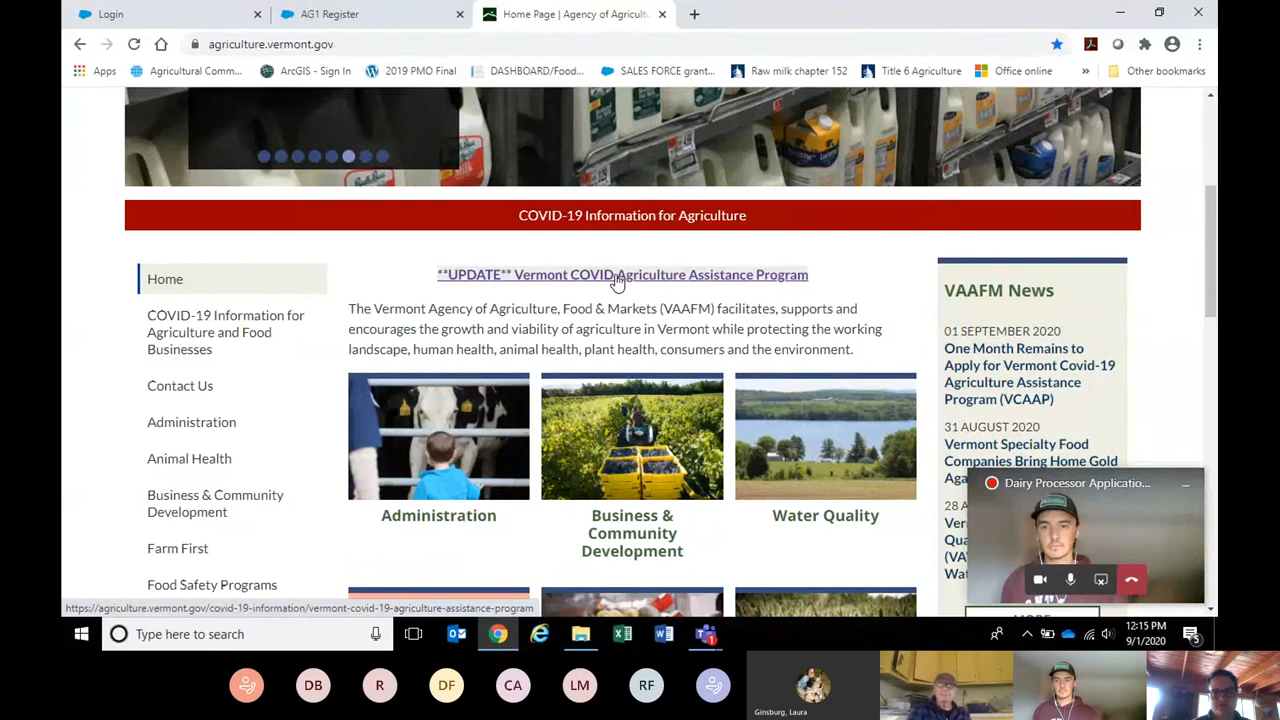 Login
AG1 Register
Home Page | Agency of Agricultu
agriculture.vermont.gov
Apps
Agricultural Comm...
ArcGIS - Sign In
2019 PMO Final
DASHBOARD/Food...
SALES FORCE grant...
Raw milk chapter 152
Title 6 Agriculture
Office online
»
Other bookmarks
COVID-19 Information for Agriculture
Home
COVID-19 Information for
Agriculture and Food
Businesses
Contact Us
Administration
Animal Health
Business & Community
Development
Farm First
Food Safety Programs
**UPDATE** Vermont COVID Agriculture Assistance Program
The Vermont Agency of Agriculture, Food & Markets (VAAFM) facilitates, supports and
encourages the growth and viability of agriculture in Vermont while protecting the working
landscape, human health, animal health, plant health, consumers and the environment.
Administration
Business &
Community
Development
Water Quality
VAAFM News
01 SEPTEMBER 2020
One Month Remains to
Apply for Vermont Covid-19
Agriculture Assistance
Program (VCAAP)
31 AUGUST 2020
Vermont Specialty Food
Companies Bring Home Gold
Aga
28 A
Ver
Qua
(VA
Wat
Dairy Processor Applicatio...
https://agriculture.vermont.gov/covid-19-information/vermont-covid-19-agriculture-assistance-program
Type here to search
12:15 PM
9/1/2020
DB
R
DF
CA
LM
RF
Ginsburg, Laura